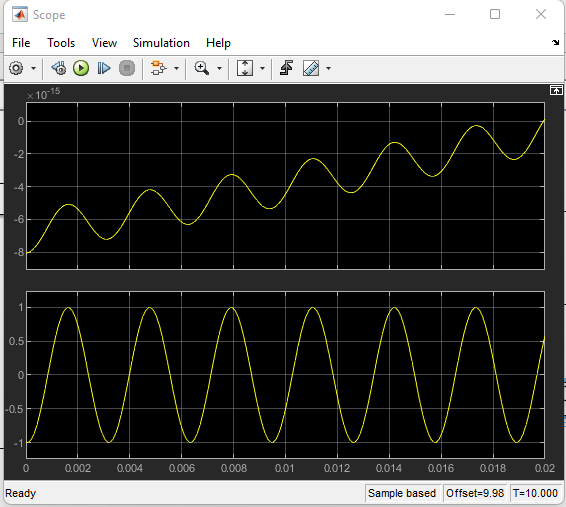 Scope
File Tools View Simulation Help
×10⁻¹⁵
0
-2
-4
-6
-8
1
0.5
0
-0.5
-1
0 0.002 0.004 0.006 0.008 0.01 0.012 0.014 0.016 0.018 0.02
Ready Sample based Offset=9.98 T=10.000